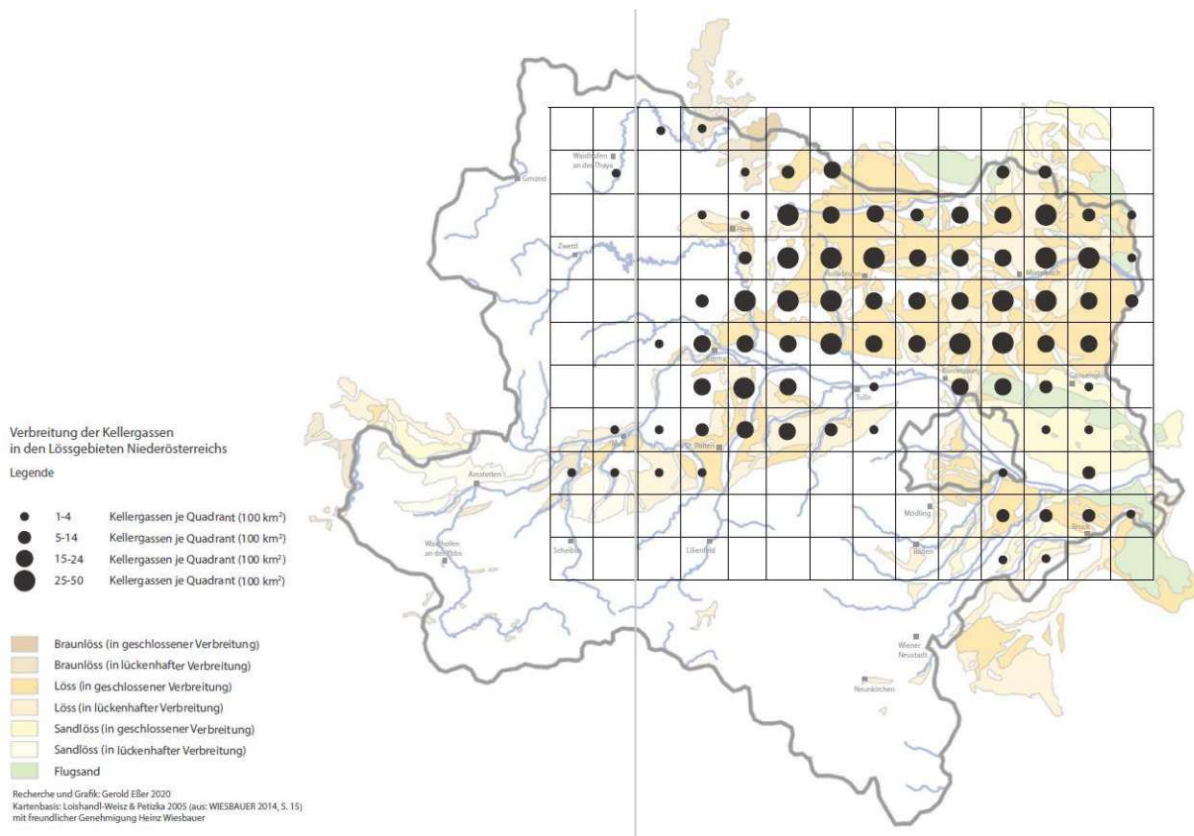 Verbreitung der Kellergassen
in den Lössgebieten Niederösterreichs
Legende
1-4 Kellergassen je Quadrant (100 km²)
5-14 Kellergassen je Quadrant (100 km²)
15-24 Kellergassen je Quadrant (100 km²)
25-50 Kellergassen je Quadrant (100 km²)
Braunlöss (in geschlossener Verbreitung)
Braunlöss (in lückenhafter Verbreitung)
Löss (in geschlossener Verbreitung)
Löss (in lückenhafter Verbreitung)
Sandlöss (in geschlossener Verbreitung)
Sandlöss (in lückenhafter Verbreitung)
Flugsand
Recherche und Grafik: Gerold Eßer 2020
Kartenbasis: Loishandl-Weisz & Petizka 2005 (aus: WIESBAUER 2014, S. 15)
mit freundlicher Genehmigung Heinz Wiesbauer
Waidhofen
an der Thaya
Gmünd
Horn
Zwettl
Tulln
Amstetten
St. Pölten
Waidhofen
an der Ybbs
Scheibbs
Lilienfeld
Mödling
Baden
Bruck
Wiener
Neustadt
Neunkirchen